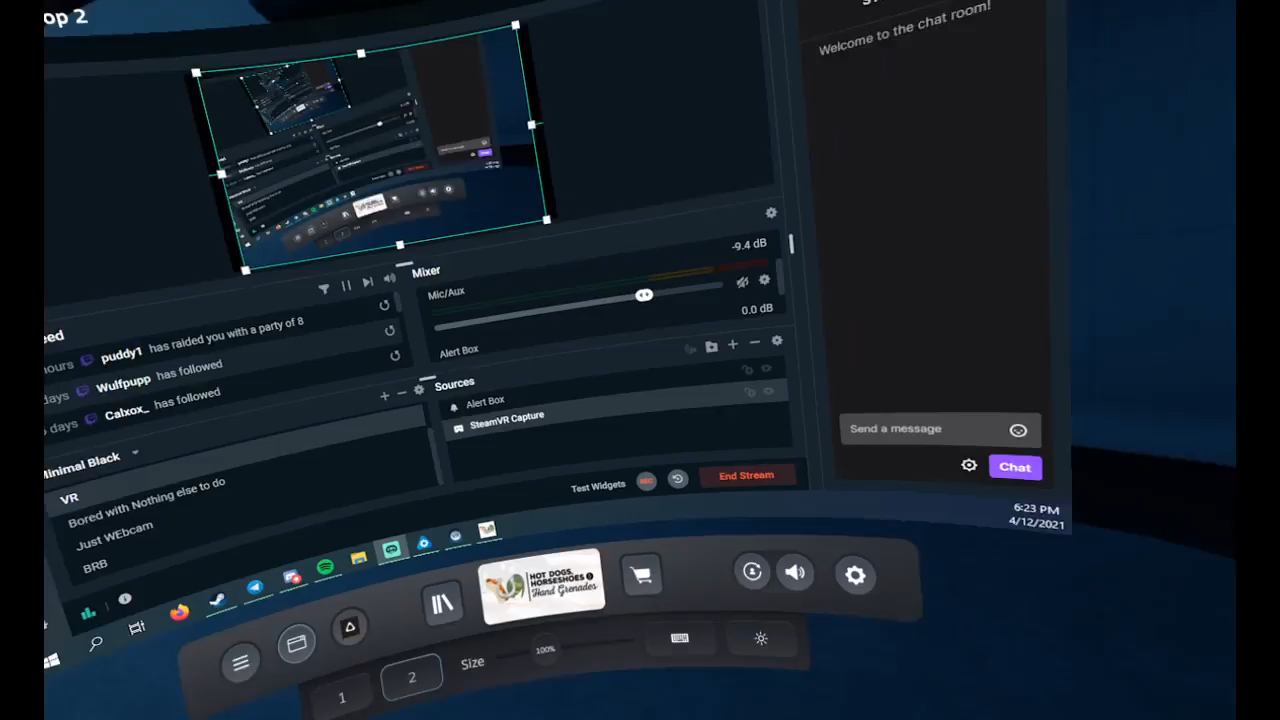 op 2
Welcome to the chat room!
Mixer
-9.4 dB
Mic/Aux
0.0 dB
Alert Box
eed
hours puddy1 has raided you with a party of 8
days Wulfpupp has followed
days Calxox_ has followed
Sources
Alert Box
SteamVR Capture
Minimal Black
VR
Bored with Nothing else to do
Just WEbcam
BRB
Test Widgets
REC
End Stream
Send a message
Chat
6:23 PM
4/12/2021
HOT DOGS,
HORSESHOES &
Hand Grenades
1
2
Size
100%